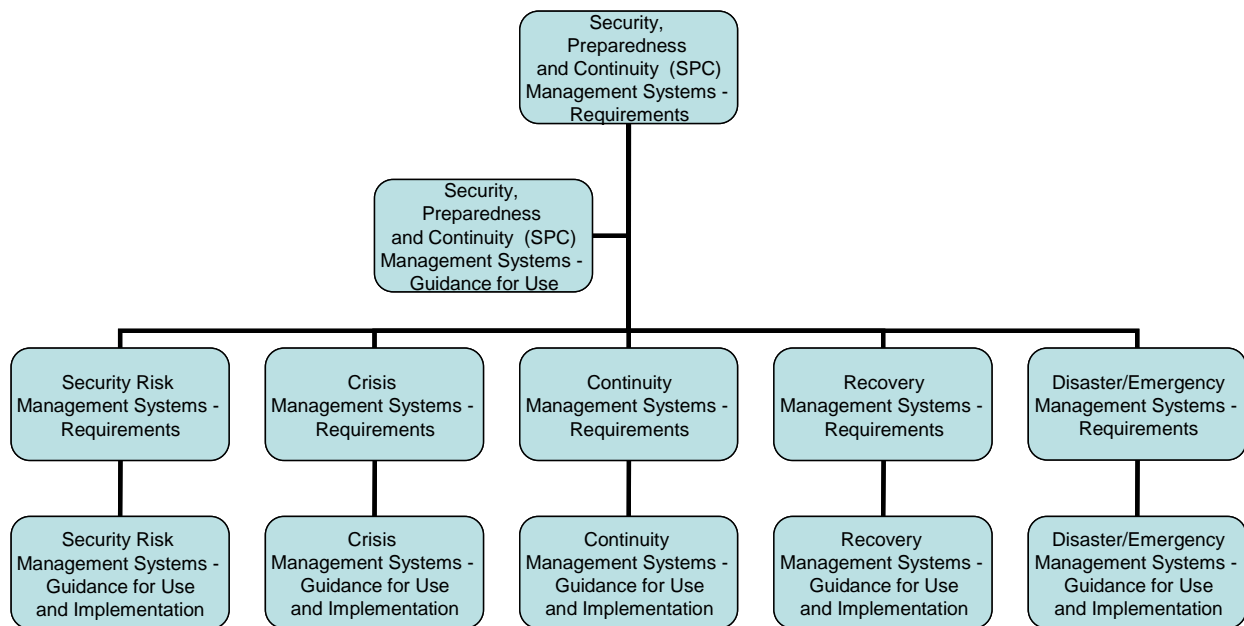 Security,
Preparedness
and Continuity (SPC)
Management Systems -
Requirements
Security,
Preparedness
and Continuity (SPC)
Management Systems -
Guidance for Use
Security Risk
Management Systems -
Requirements
Crisis
Management Systems -
Requirements
Continuity
Management Systems -
Requirements
Recovery
Management Systems -
Requirements
Disaster/Emergency
Management Systems -
Requirements
Security Risk
Management Systems -
Guidance for Use
and Implementation
Crisis
Management Systems -
Guidance for Use
and Implementation
Continuity
Management Systems -
Guidance for Use
and Implementation
Recovery
Management Systems -
Guidance for Use
and Implementation
Disaster/Emergency
Management Systems -
Guidance for Use
and Implementation